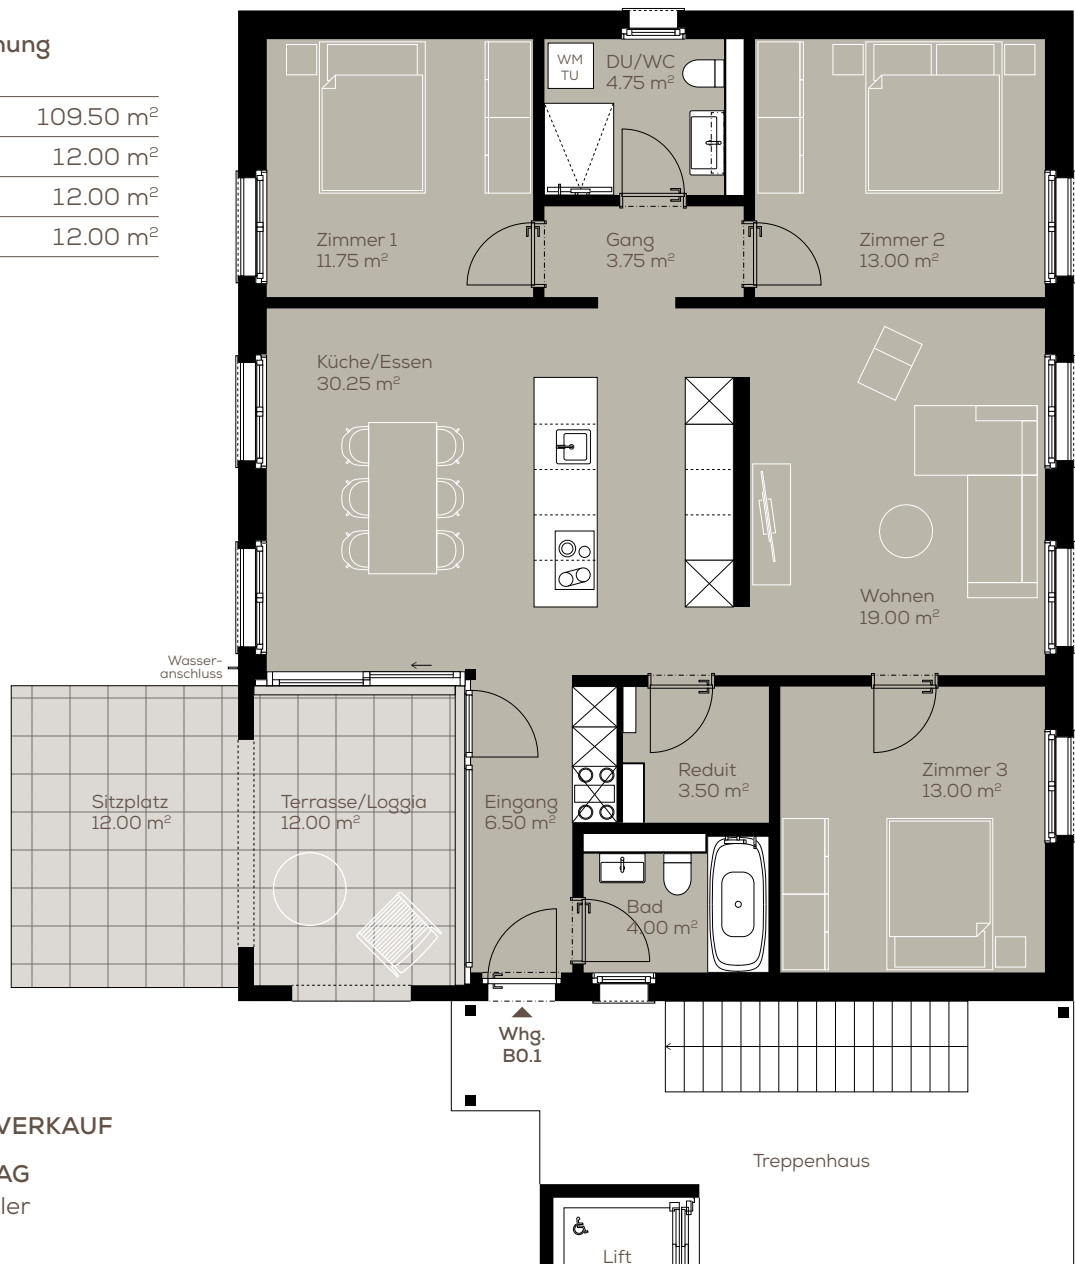 109.50 m²
12.00 m²
12.00 m²
12.00 m²
WM
TU
DU/WC
4.75 m²
Zimmer 1
11.75 m²
Gang
3.75 m²
Zimmer 2
13.00 m²
Küche/Essen
30.25 m²
Wohnen
19.00 m²
Wasser-
anschluss
Sitzplatz
12.00 m²
Terrasse/Loggia
12.00 m²
Eingang
6.50 m²
Reduit
3.50 m²
Zimmer 3
13.00 m²
Bad
4.00 m²
Whg.
B0.1
VERKAUF
AG
Treppenhaus
Lift